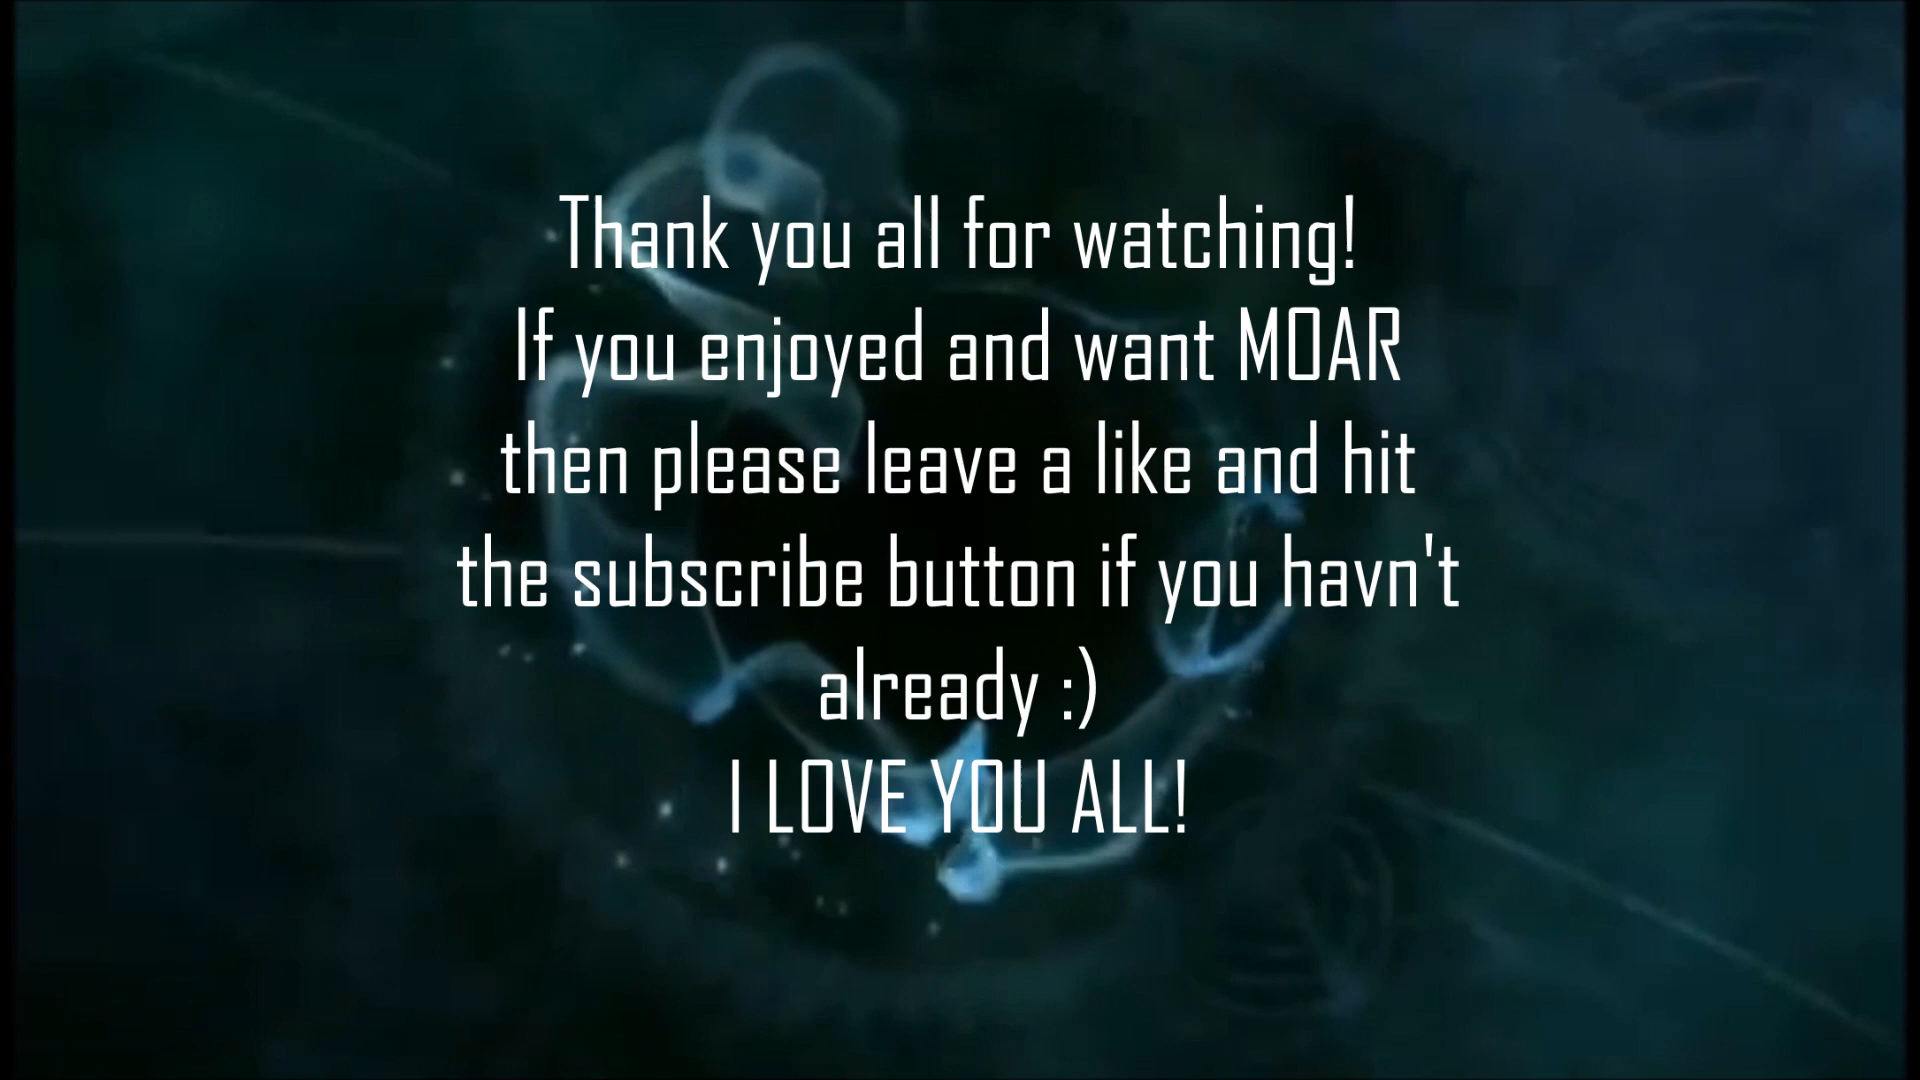 Thank you all for watching!
If you enjoyed and want MOAR
then please leave a like and hit
the subscribe button if you havn't
already :)
I LOVE YOU ALL!